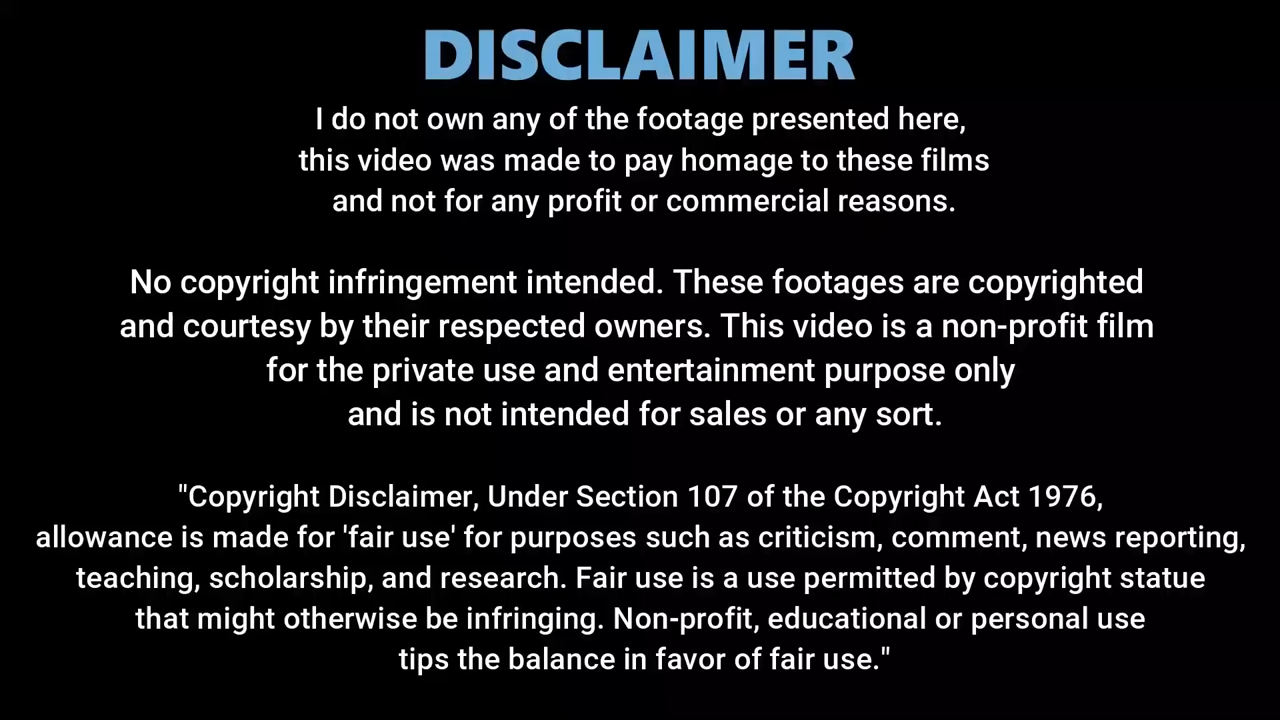 DISCLAIMER
I do not own any of the footage presented here,
this video was made to pay homage to these films
and not for any profit or commercial reasons.
No copyright infringement intended. These footages are copyrighted
and courtesy by their respected owners. This video is a non-profit film
for the private use and entertainment purpose only
and is not intended for sales or any sort.
"Copyright Disclaimer, Under Section 107 of the Copyright Act 1976,
allowance is made for 'fair use' for purposes such as criticism, comment, news reporting,
teaching, scholarship, and research. Fair use is a use permitted by copyright statue
that might otherwise be infringing. Non-profit, educational or personal use
tips the balance in favor of fair use."